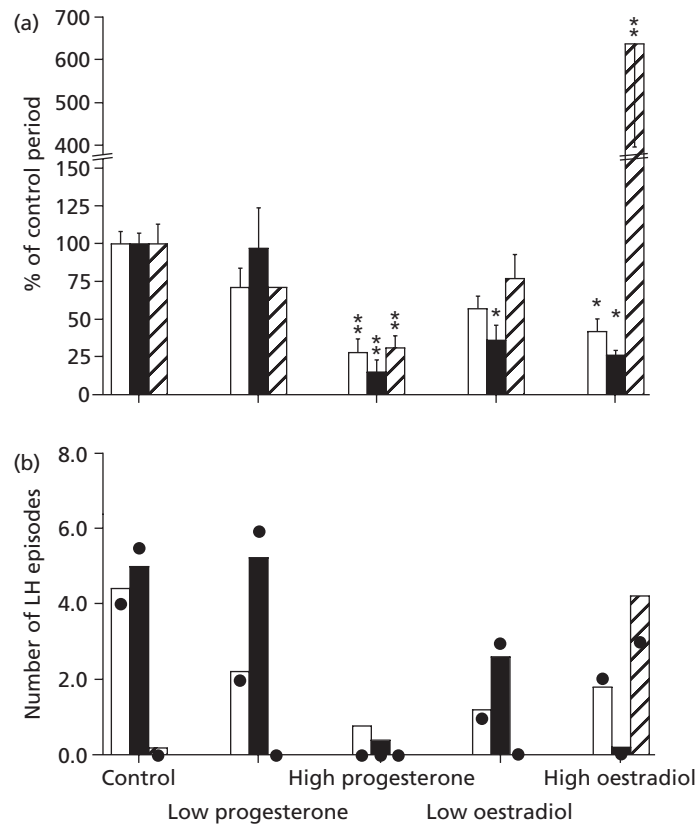 (a)
700
600
500
400
150
125
100
75
50
25
0
% of control period
** ** ** * * * **
(b)
8.0
6.0
4.0
2.0
0.0
Number of LH episodes
Control High progesterone High oestradiol
Low progesterone Low oestradiol